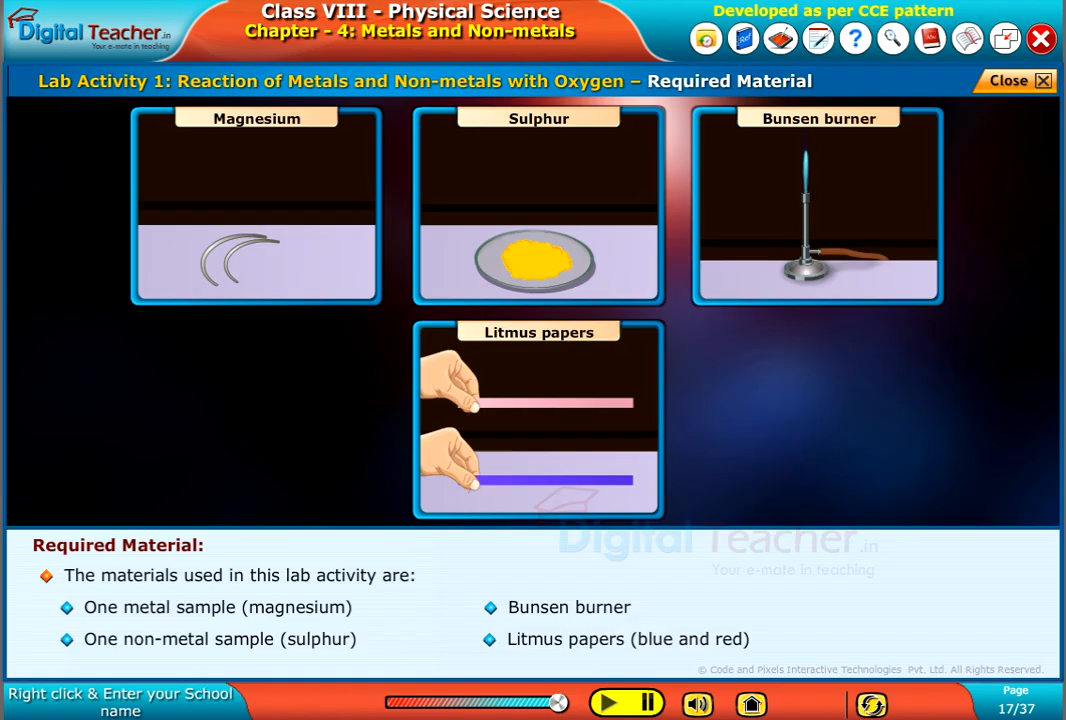 Digital Teacher.in
Your e-mate in teaching
Class VIII - Physical Science
Chapter - 4: Metals and Non-metals
Developed as per CCE pattern
Lab Activity 1: Reaction of Metals and Non-metals with Oxygen – Required Material
Close
Magnesium
Sulphur
Bunsen burner
Litmus papers
Digital Teacher.in
Your e-mate in teaching
Required Material:
The materials used in this lab activity are:
One metal sample (magnesium)
Bunsen burner
One non-metal sample (sulphur)
Litmus papers (blue and red)
© Code and Pixels Interactive Technologies Pvt. Ltd. All Rights Reserved.
Right click & Enter your School
name
Page
17/37